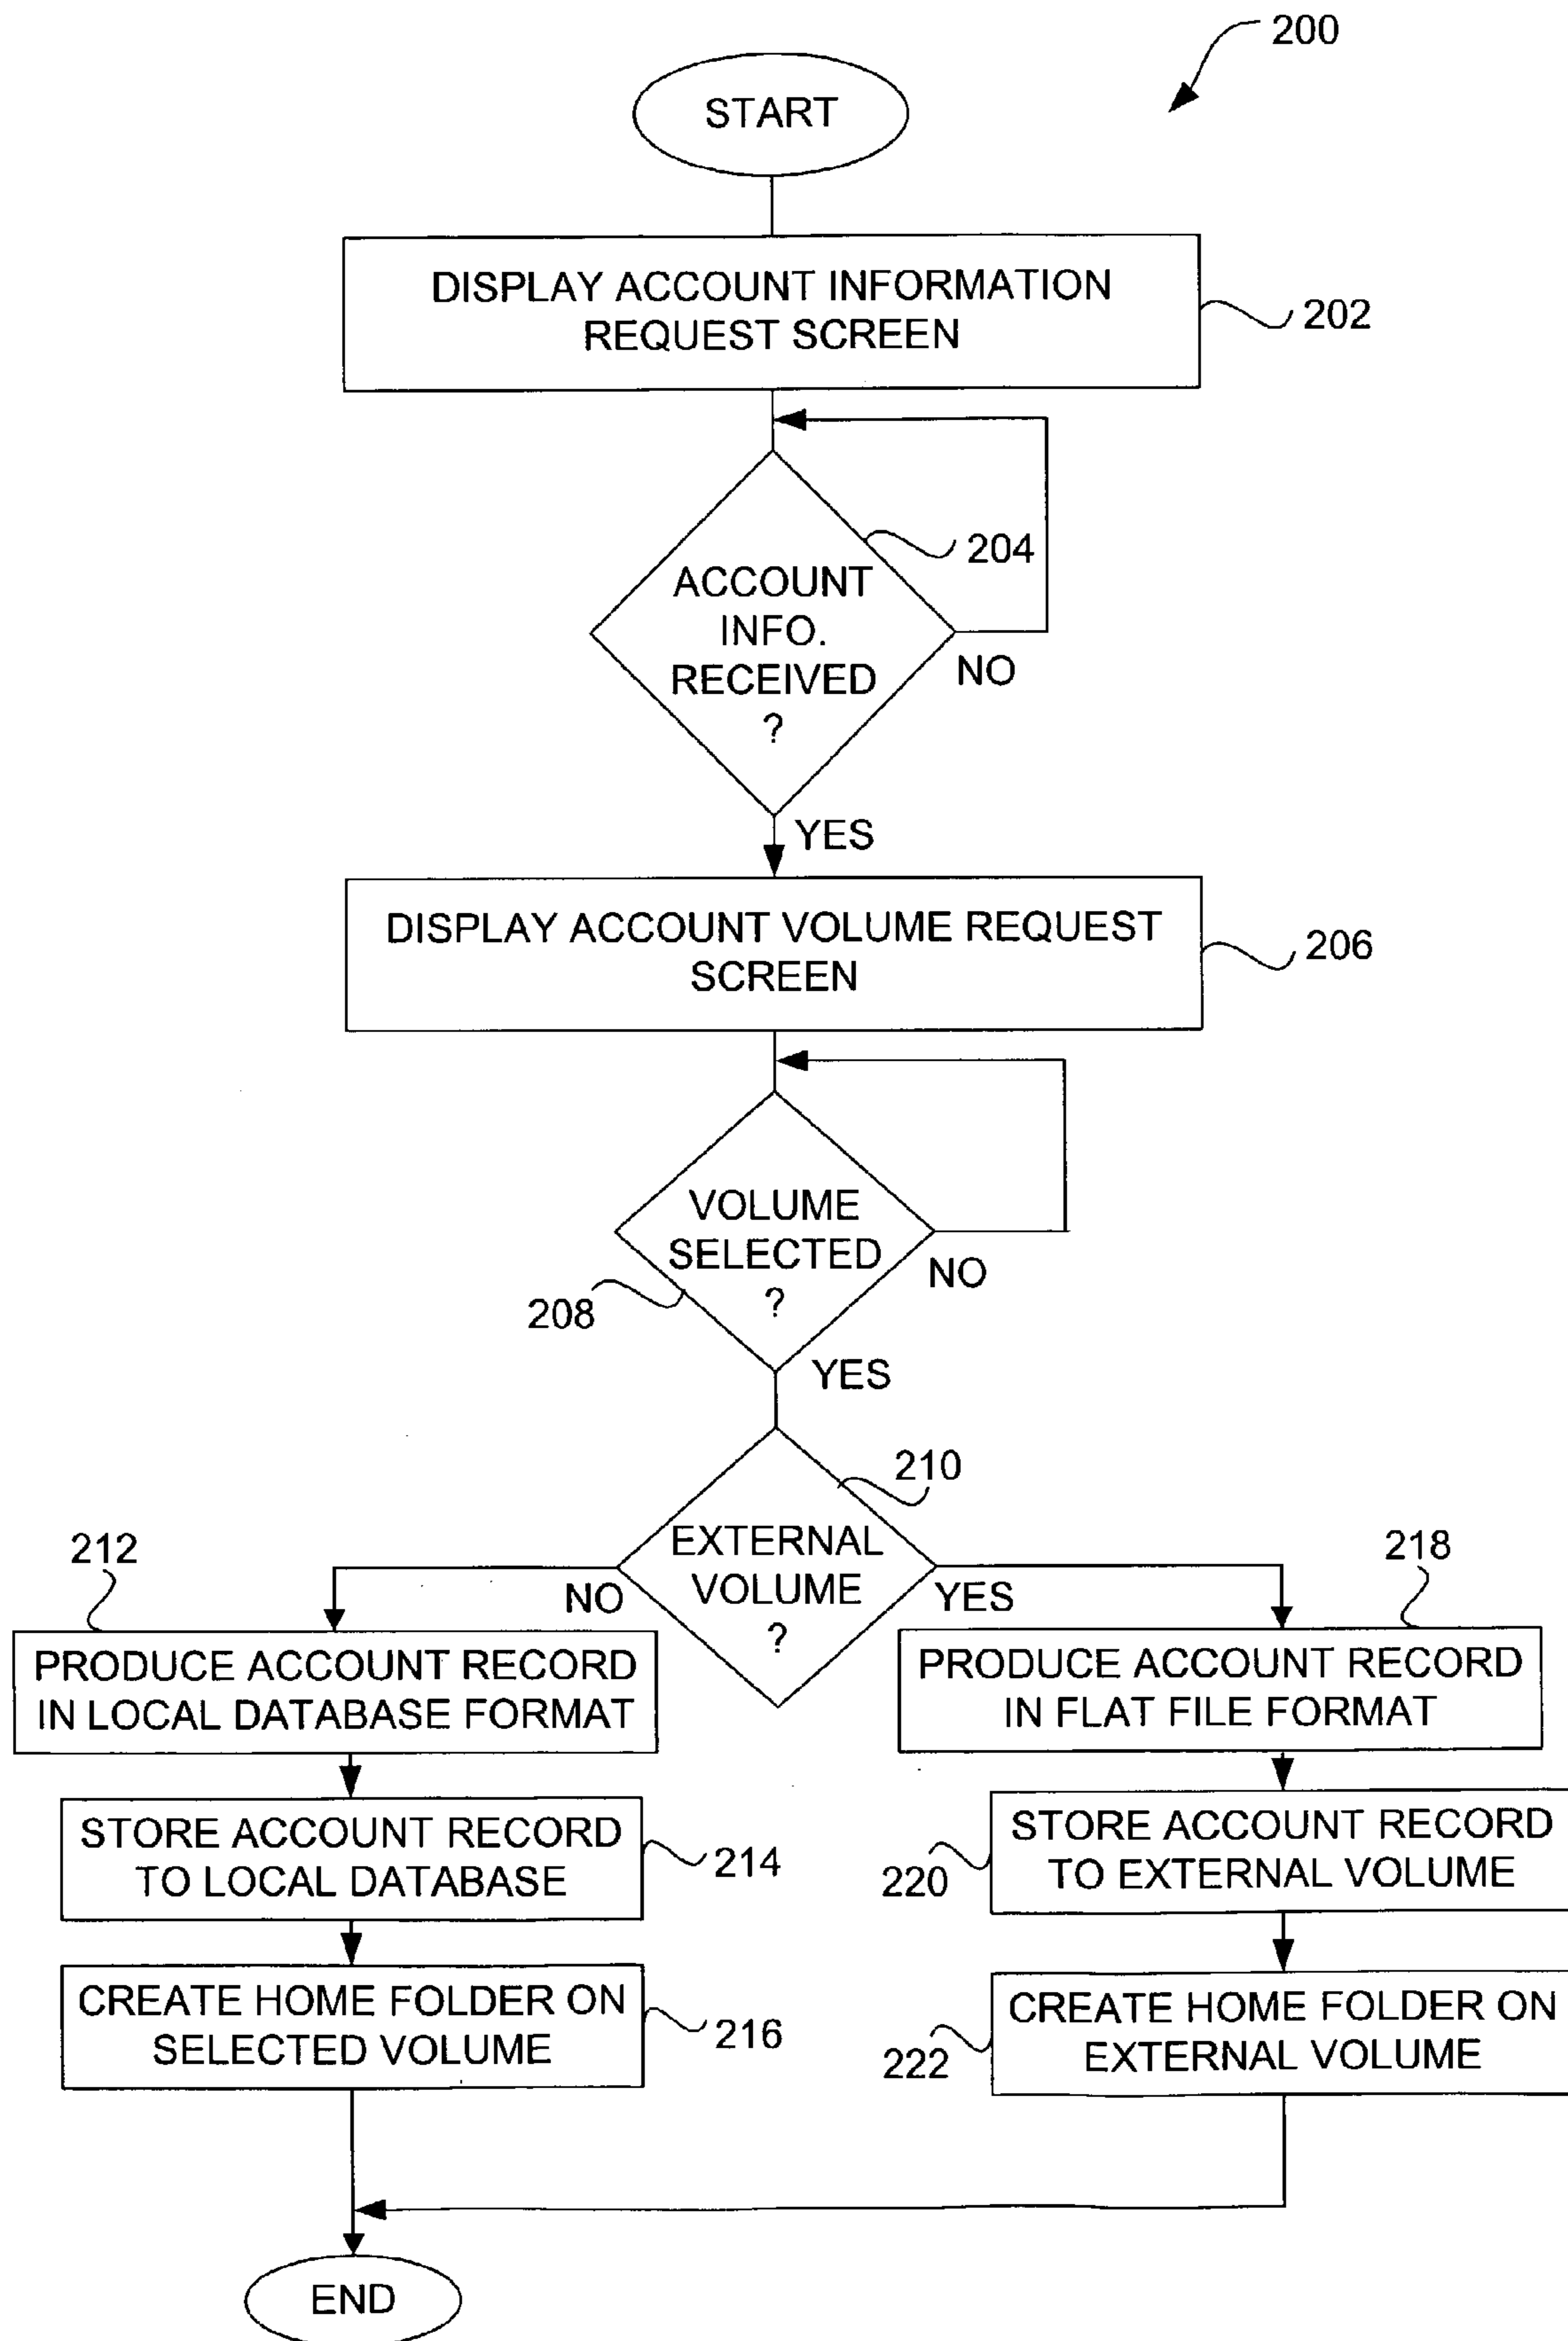 200
START
DISPLAY ACCOUNT INFORMATION
REQUEST SCREEN
202
204
ACCOUNT
INFO.
RECEIVED
?
NO
YES
DISPLAY ACCOUNT VOLUME REQUEST
SCREEN
206
VOLUME
SELECTED
?
NO
208
YES
210
EXTERNAL
VOLUME
?
NO
YES
212
PRODUCE ACCOUNT RECORD
IN LOCAL DATABASE FORMAT
STORE ACCOUNT RECORD
TO LOCAL DATABASE
214
CREATE HOME FOLDER ON
SELECTED VOLUME
216
218
PRODUCE ACCOUNT RECORD
IN FLAT FILE FORMAT
STORE ACCOUNT RECORD
TO EXTERNAL VOLUME
220
CREATE HOME FOLDER ON
EXTERNAL VOLUME
222
END